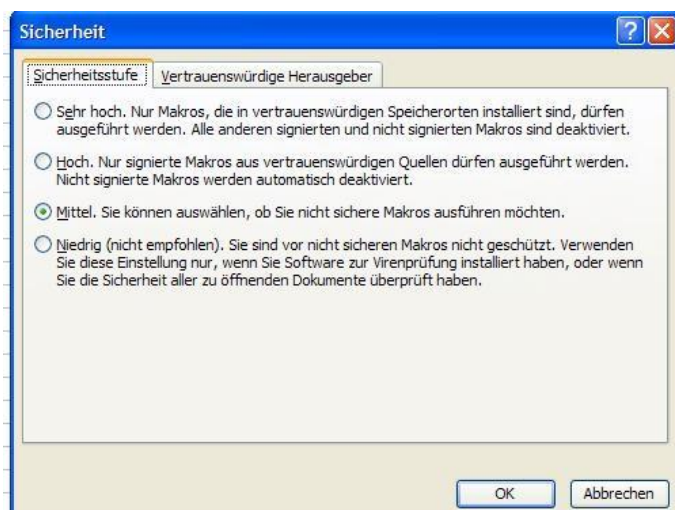 Sicherheit
Sicherheitsstufe
Vertrauenswürdige Herausgeber
Sehr hoch. Nur Makros, die in vertrauenswürdigen Speicherorten installiert sind, dürfen
ausgeführt werden. Alle anderen signierten und nicht signierten Makros sind deaktiviert.
Hoch. Nur signierte Makros aus vertrauenswürdigen Quellen dürfen ausgeführt werden.
Nicht signierte Makros werden automatisch deaktiviert.
Mittel. Sie können auswählen, ob Sie nicht sichere Makros ausführen möchten.
Niedrig (nicht empfohlen). Sie sind vor nicht sicheren Makros nicht geschützt. Verwenden
Sie diese Einstellung nur, wenn Sie Software zur Virenprüfung installiert haben, oder wenn
Sie die Sicherheit aller zu öffnenden Dokumente überprüft haben.
OK
Abbrechen